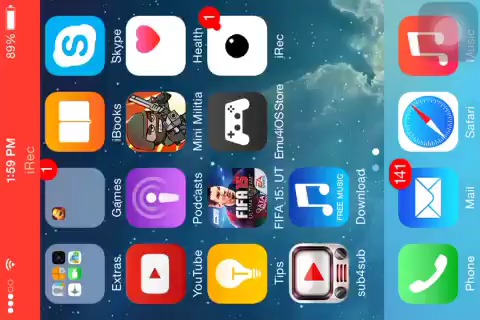 1:59 PM 89%
iRec
1
Extras. Games iBooks Skype
YouTube Podcasts Mini Militia Health
1
FIFA 15
Tips FIFA 15: UT Emu4iOSStore iRec
FREE MUSIC
sub4sub Download
141
Phone Mail Safari Music